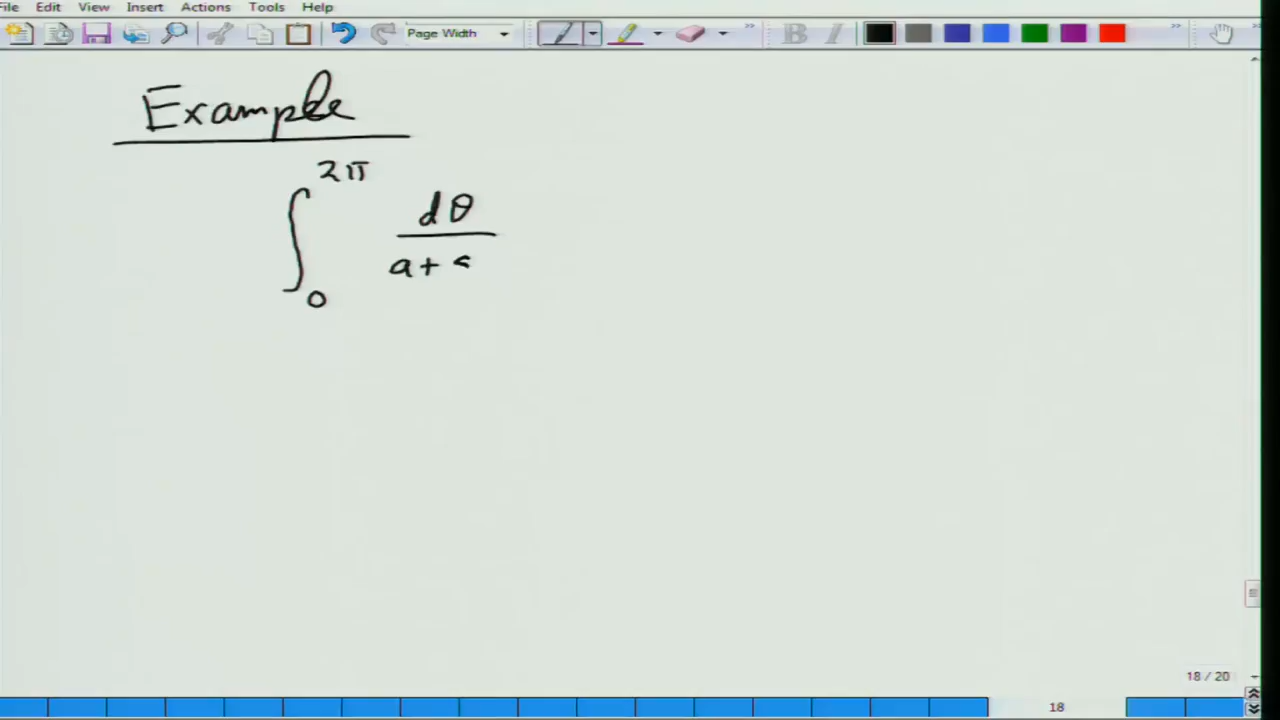 File Edit View Insert Actions Tools Help
Page Width
B I
Example
2π
∫ dθ
a +
0
18 / 20
18